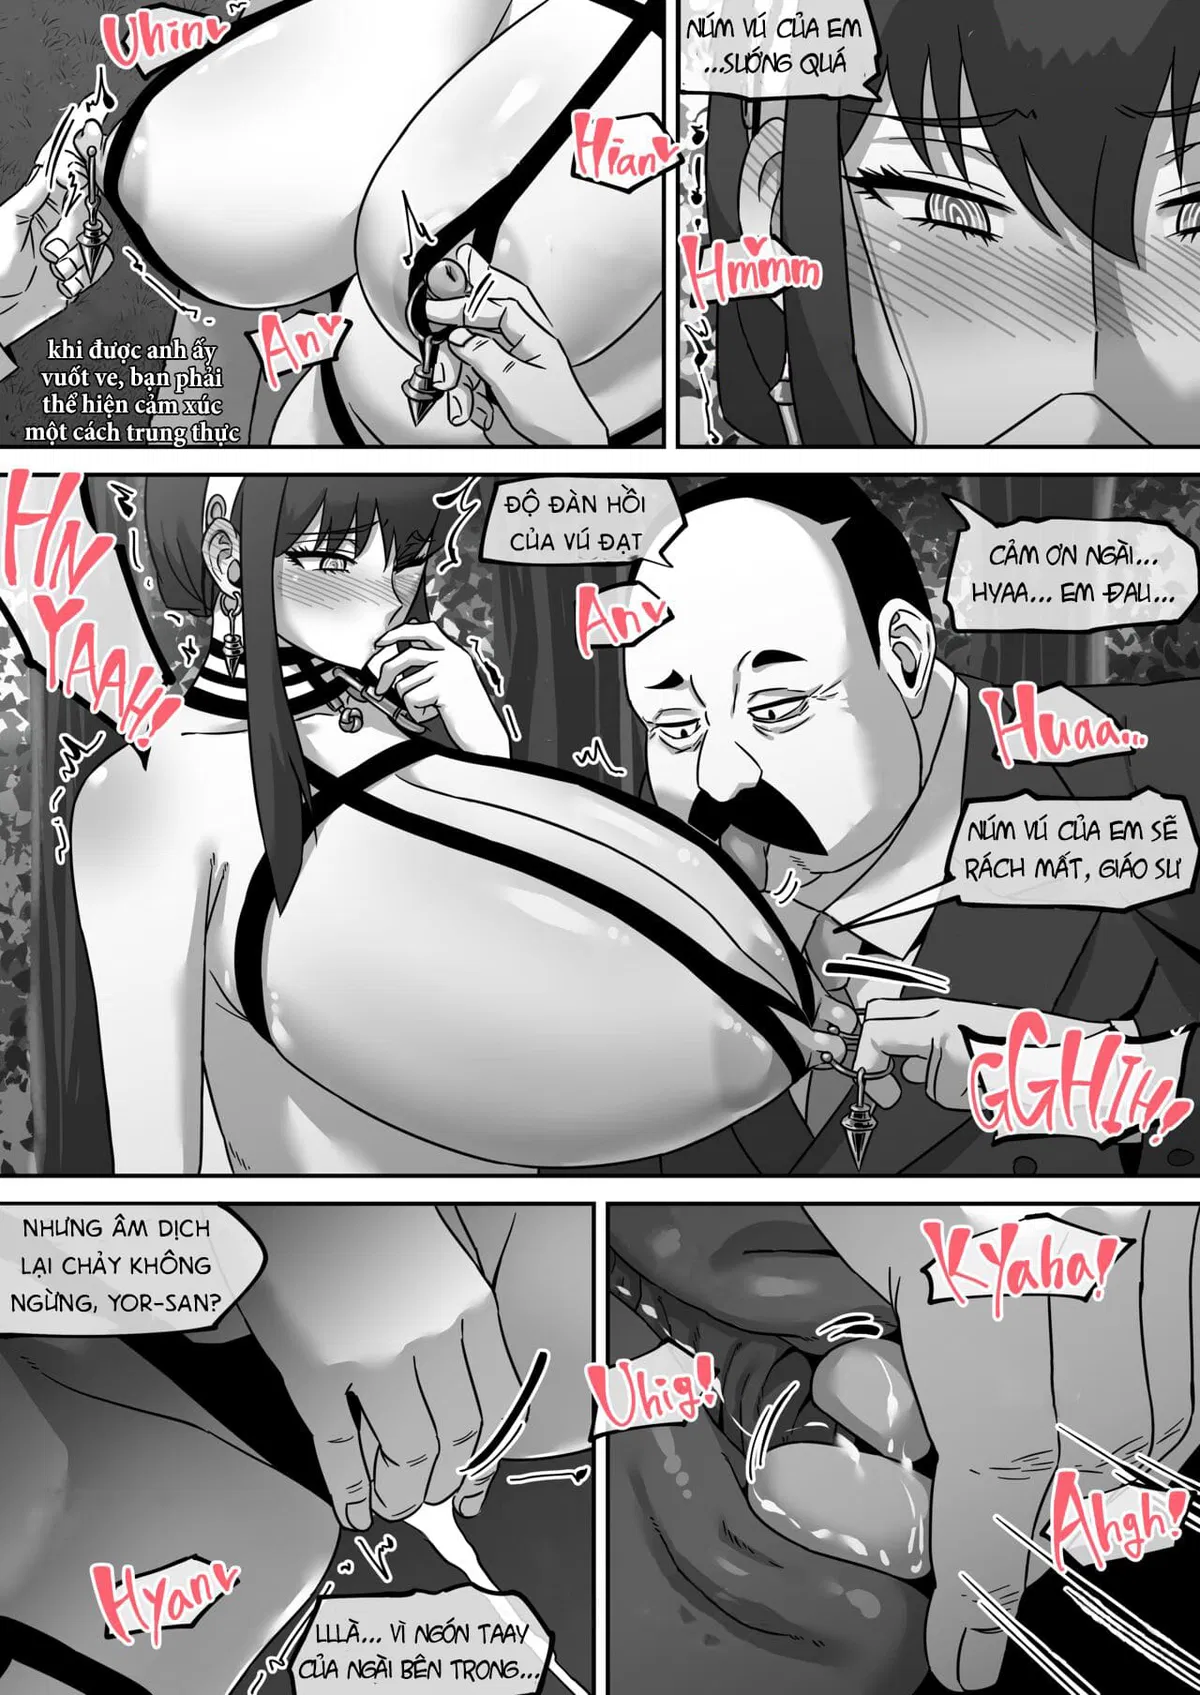 Uhin
NÚM VÚ CỦA EM
...SƯỚNG QUÁ
Hian
Hmmm
An
khi được anh ấy
vuốt ve, bạn phải
thể hiện cảm xúc
một cách trung thực
HN
YAAH!
ĐỘ ĐÀN HỒI
CỦA VÚ ĐẠT
CẢM ƠN NGÀI...
HYAA... EM ĐAU...
An
Huaa...
NÚM VÚ CỦA EM SẼ
RÁCH MẤT, GIÁO SƯ
GGHIH!
NHƯNG ÂM DỊCH
LẠI CHẢY KHÔNG
NGỪNG, YOR-SAN?
Kyaha!
Uhig!
Ahgh!
Hyan
LLLÀ... VÌ NGÓN TAAY
CỦA NGÀI BÊN TRONG...